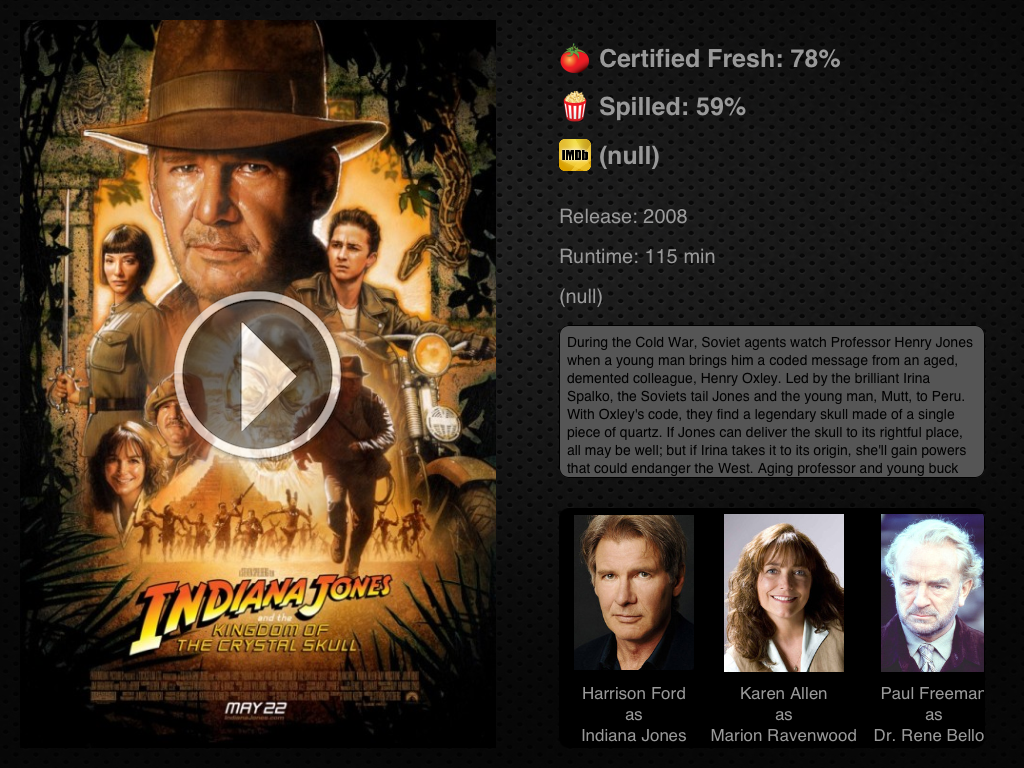 Certified Fresh: 78%
Spilled: 59%
IMDb (null)
Release: 2008
Runtime: 115 min
(null)
During the Cold War, Soviet agents watch Professor Henry Jones
when a young man brings him a coded message from an aged,
demented colleague, Henry Oxley. Led by the brilliant Irina
Spalko, the Soviets tail Jones and the young man, Mutt, to Peru.
With Oxley's code, they find a legendary skull made of a single
piece of quartz. If Jones can deliver the skull to its rightful place,
all may be well; but if Irina takes it to its origin, she'll gain powers
that could endanger the West. Aging professor and young buck
INDIANA JONES
and the
KINGDOM OF
THE CRYSTAL SKULL
MAY 22
IndianaJones.com
Harrison Ford
as
Indiana Jones
Karen Allen
as
Marion Ravenwood
Paul Freeman
as
Dr. Rene Bello